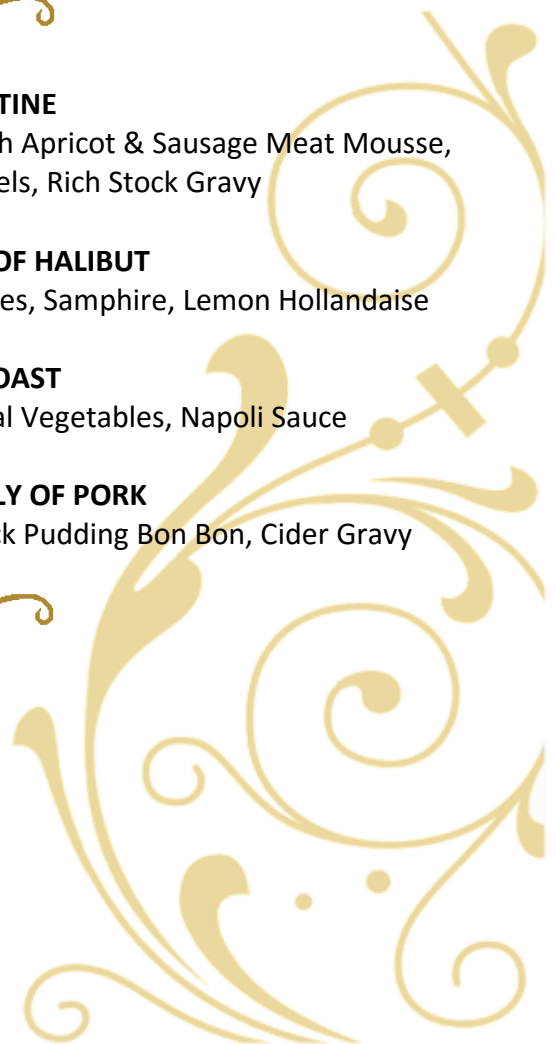 TINE
h Apricot & Sausage Meat Mousse,
els, Rich Stock Gravy
OF HALIBUT
es, Samphire, Lemon Hollandaise
OAST
al Vegetables, Napoli Sauce
LY OF PORK
ck Pudding Bon Bon, Cider Gravy